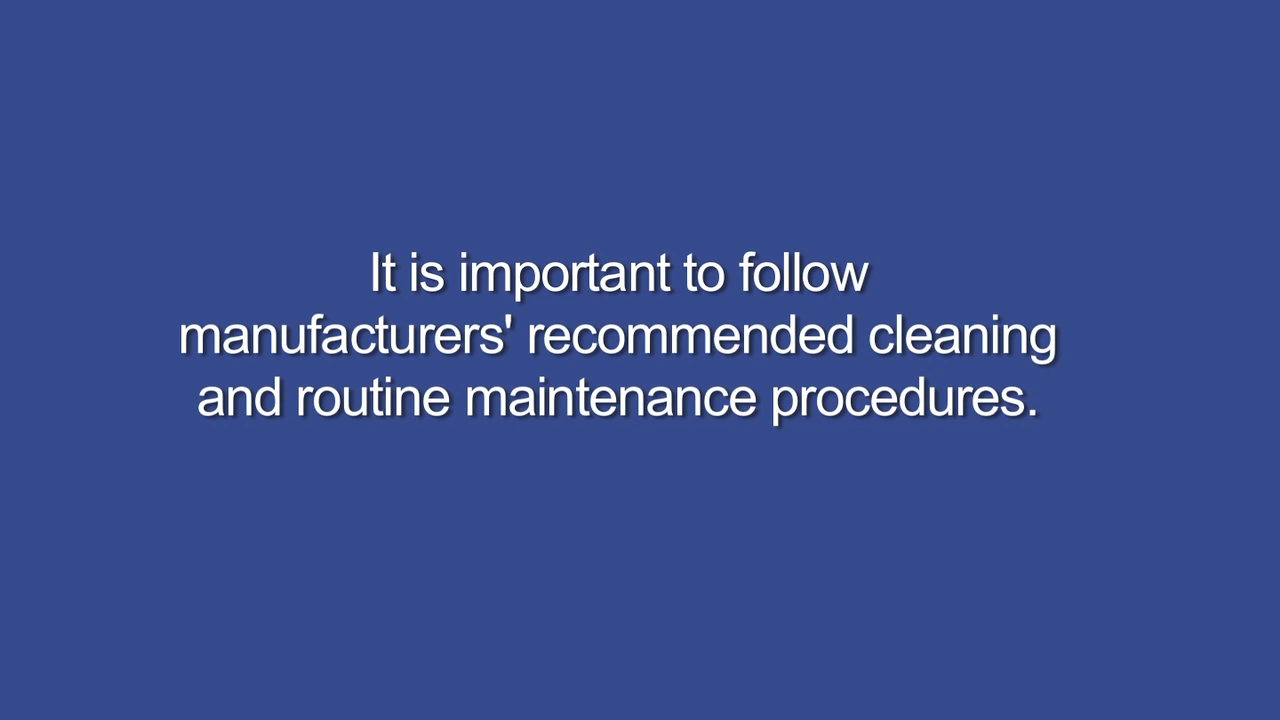 It is important to follow
manufacturers' recommended cleaning
and routine maintenance procedures.